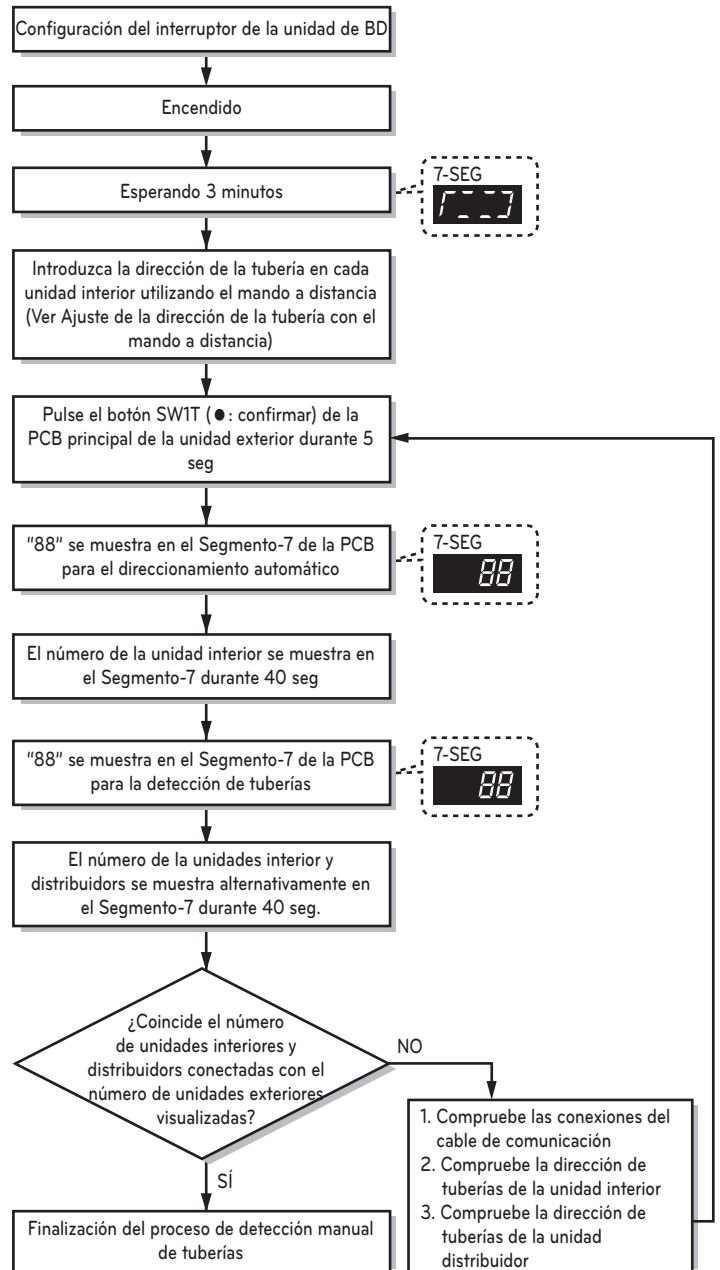 Configuración del interruptor de la unidad de BD
Encendido
Esperando 3 minutos
7-SEG
Introduzca la dirección de la tubería en cada
unidad interior utilizando el mando a distancia
(Ver Ajuste de la dirección de la tubería con el
mando a distancia)
Pulse el botón SW1T (●: confirmar) de la
PCB principal de la unidad exterior durante 5
seg
"88" se muestra en el Segmento-7 de la PCB
para el direccionamiento automático
7-SEG
88
El número de la unidad interior se muestra en
el Segmento-7 durante 40 seg
"88" se muestra en el Segmento-7 de la PCB
para la detección de tuberías
7-SEG
88
El número de la unidades interior y
distribuidors se muestra alternativamente en
el Segmento-7 durante 40 seg.
¿Coincide el número
de unidades interiores y
distribuidors conectadas con el
número de unidades exteriores
visualizadas?
NO
1. Compruebe las conexiones del
cable de comunicación
2. Compruebe la dirección de
tuberías de la unidad interior
3. Compruebe la dirección de
tuberías de la unidad
distribuidor
SÍ
Finalización del proceso de detección manual
de tuberías